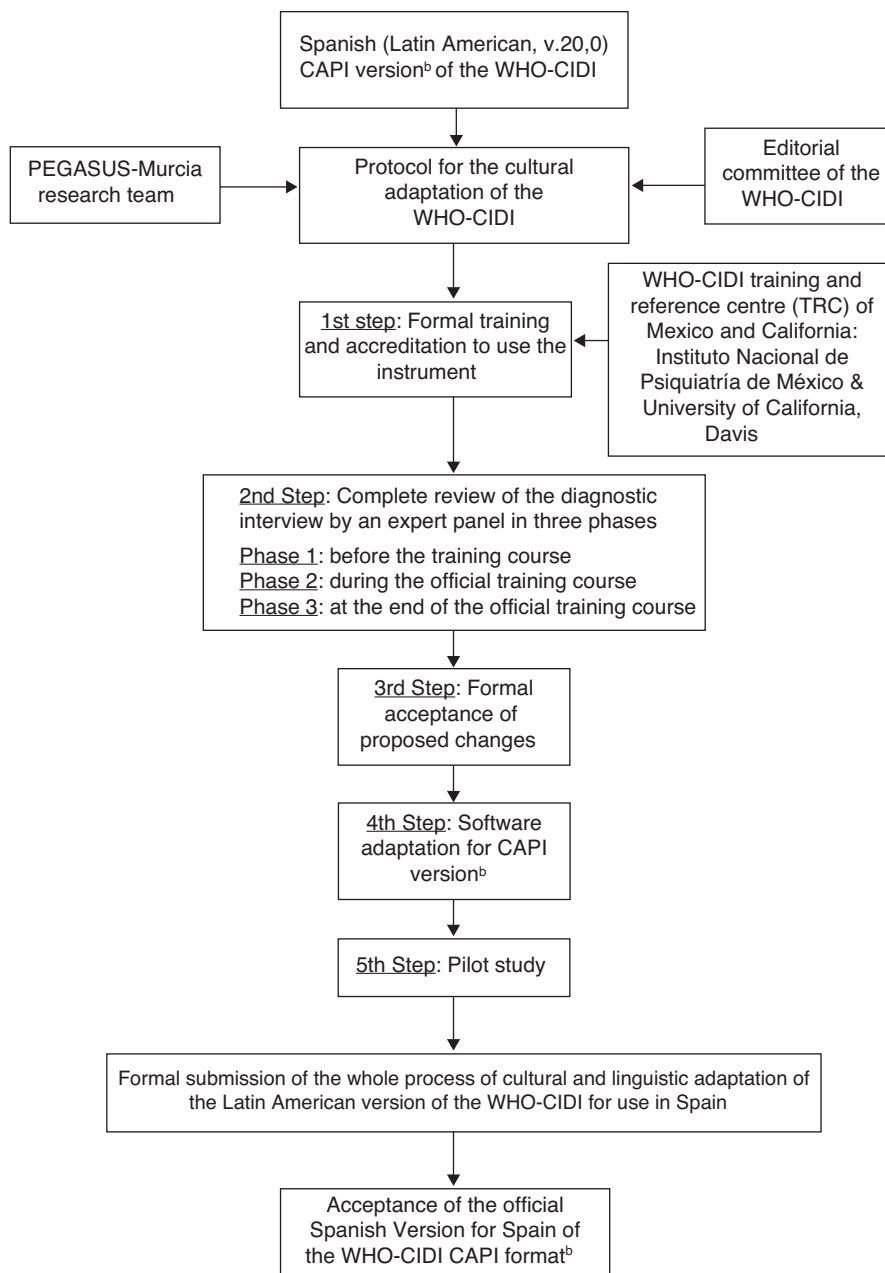 Spanish (Latin American, v.20,0)
CAPI versionᵇ of the WHO-CIDI
PEGASUS-Murcia
research team
Protocol for the cultural
adaptation of the
WHO-CIDI
Editorial
committee of the
WHO-CIDI
1st step: Formal training
and accreditation to use the
instrument
WHO-CIDI training and
reference centre (TRC) of
Mexico and California:
Instituto Nacional de
Psiquiatría de México &
University of California,
Davis
2nd Step: Complete review of the diagnostic
interview by an expert panel in three phases
Phase 1: before the training course
Phase 2: during the official training course
Phase 3: at the end of the official training course
3rd Step: Formal
acceptance of
proposed changes
4th Step: Software
adaptation for CAPI
versionᵇ
5th Step: Pilot study
Formal submission of the whole process of cultural and linguistic adaptation of
the Latin American version of the WHO-CIDI for use in Spain
Acceptance of the official
Spanish Version for Spain of
the WHO-CIDI CAPI formatᵇ